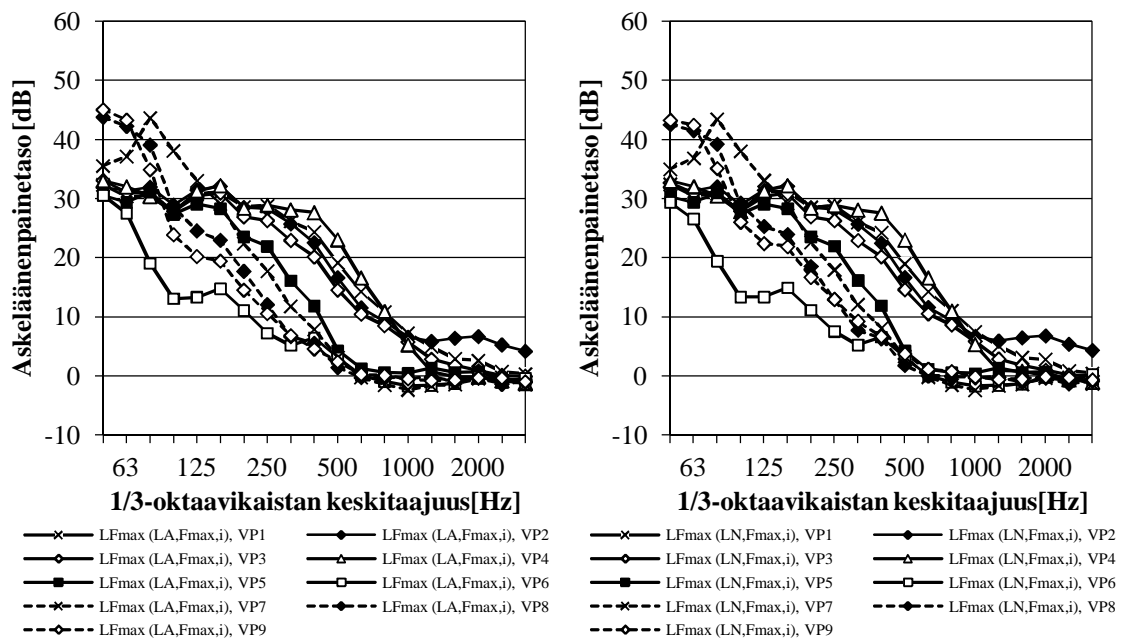 60
50
40
30
20
10
0
-10
Askeläänenpainetaso [dB]
63 125 250 500 1000 2000
1/3-oktaavikaistan keskitaajuus[Hz]
LFmax (LA,Fmax,i), VP1
LFmax (LA,Fmax,i), VP2
LFmax (LA,Fmax,i), VP3
LFmax (LA,Fmax,i), VP4
LFmax (LA,Fmax,i), VP5
LFmax (LA,Fmax,i), VP6
LFmax (LA,Fmax,i), VP7
LFmax (LA,Fmax,i), VP8
LFmax (LA,Fmax,i), VP9
60
50
40
30
20
10
0
-10
Askeläänenpainetaso [dB]
63 125 250 500 1000 2000
1/3-oktaavikaistan keskitaajuus[Hz]
LFmax (LN,Fmax,i), VP1
LFmax (LN,Fmax,i), VP2
LFmax (LN,Fmax,i), VP3
LFmax (LN,Fmax,i), VP4
LFmax (LN,Fmax,i), VP5
LFmax (LN,Fmax,i), VP6
LFmax (LN,Fmax,i), VP7
LFmax (LN,Fmax,i), VP8
LFmax (LN,Fmax,i), VP9